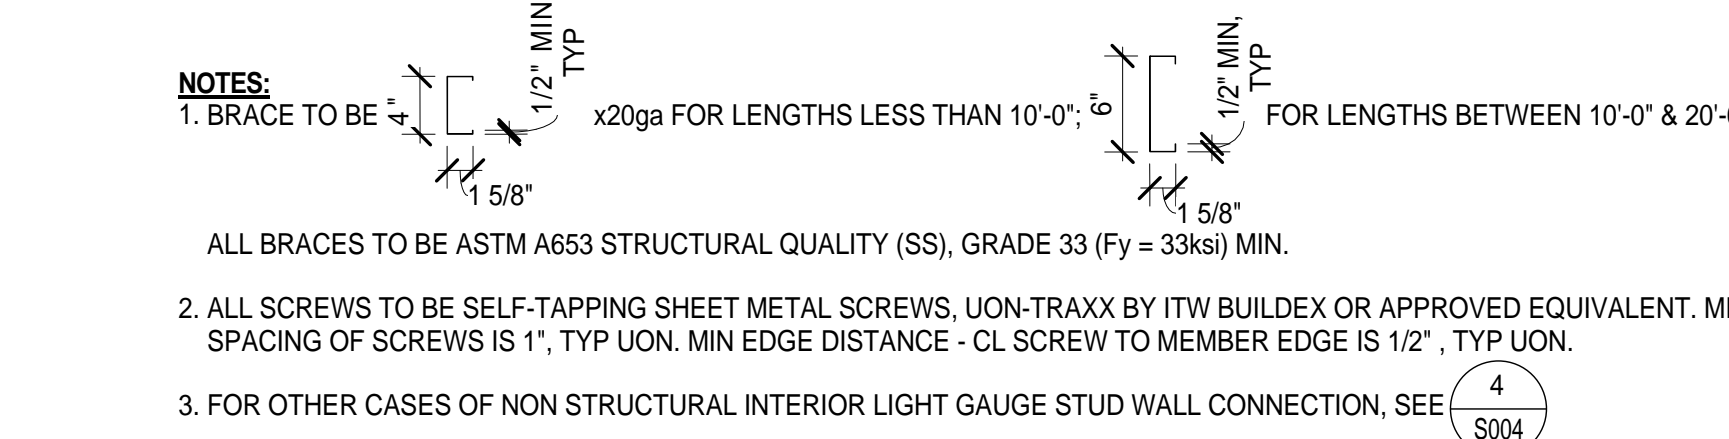 NOTES:
1. BRACE TO BE 4" 1/2" MIN TYP 1 5/8" x20ga FOR LENGTHS LESS THAN 10'-0"; 6" 1/2" MIN, TYP 1 5/8" FOR LENGTHS BETWEEN 10'-0" &
ALL BRACES TO BE ASTM A653 STRUCTURAL QUALITY (SS), GRADE 33 (Fy = 33ksi) MIN.
2. ALL SCREWS TO BE SELF-TAPPING SHEET METAL SCREWS, UON-TRAXX BY ITW BUILDEX OR APPROVED EQUIVALENT.
SPACING OF SCREWS IS 1", TYP UON. MIN EDGE DISTANCE - CL SCREW TO MEMBER EDGE IS 1/2" , TYP UON.
3. FOR OTHER CASES OF NON STRUCTURAL INTERIOR LIGHT GAUGE STUD WALL CONNECTION, SEE
4
S004